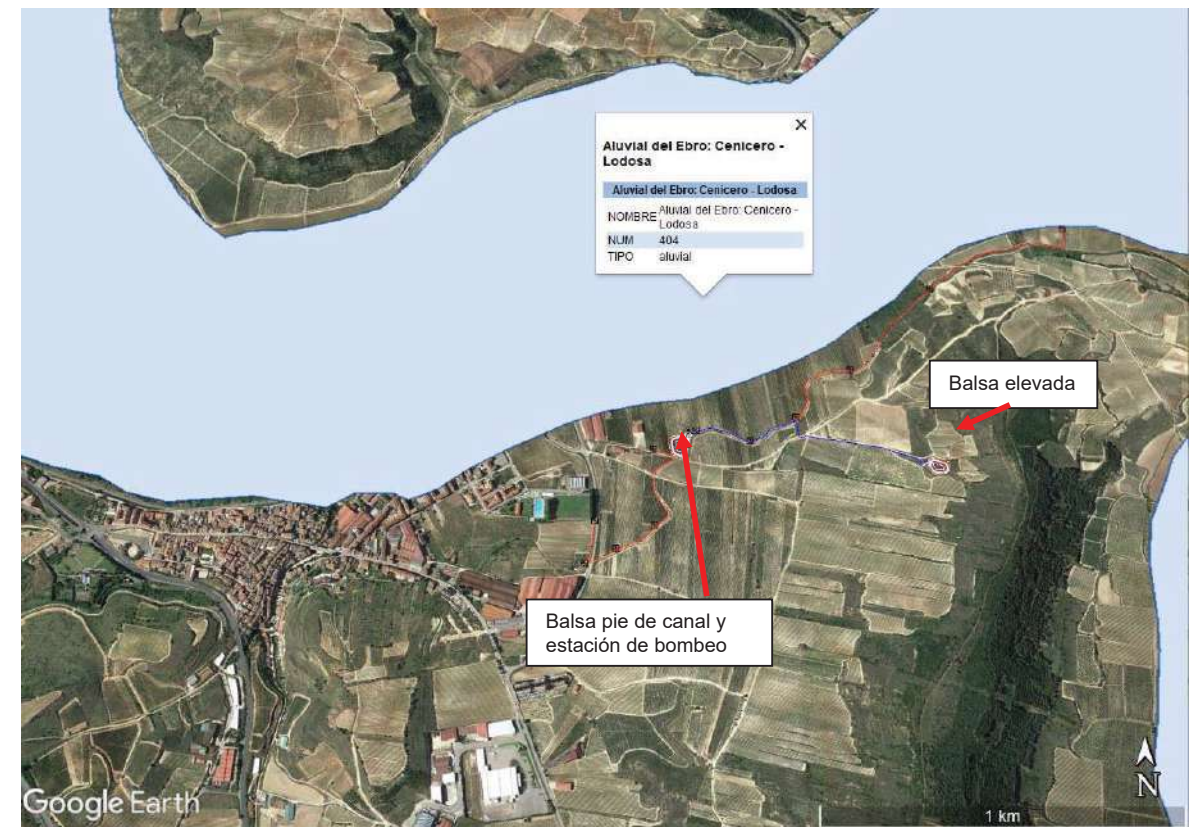 Aluvial del Ebro: Cenicero -
Lodosa
Aluvial del Ebro: Cenicero - Lodosa
NOMBRE Aluvial del Ebro: Cenicero -
Lodosa
NUM 404
TIPO aluvial
Balsa elevada
Balsa pie de canal y
estación de bombeo
Google Earth
1 km
N